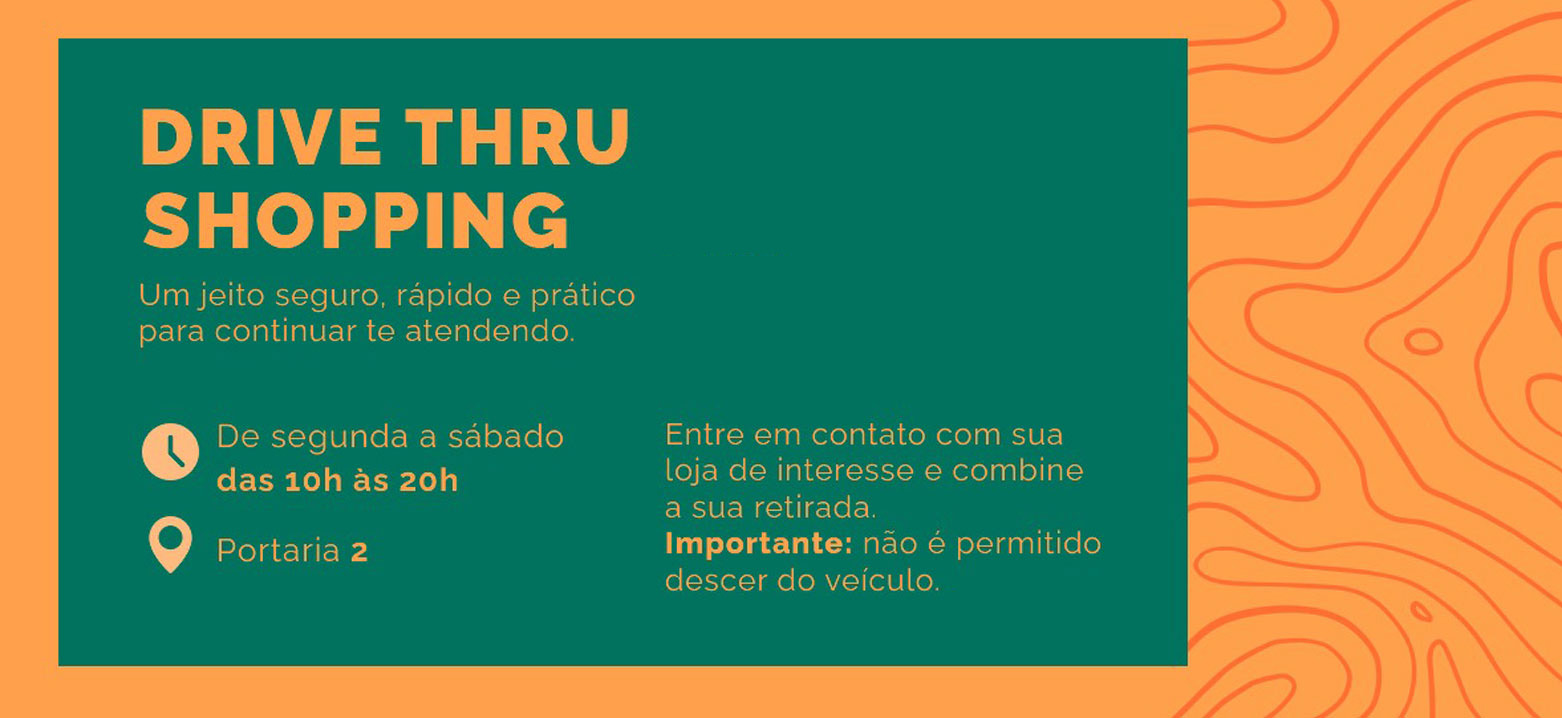 DRIVE THRU
SHOPPING
Um jeito seguro, rápido e prático
para continuar te atendendo.
De segunda a sábado
das 10h às 20h
Portaria 2
Entre em contato com sua
loja de interesse e combine
a sua retirada.
Importante: não é permitido
descer do veículo.